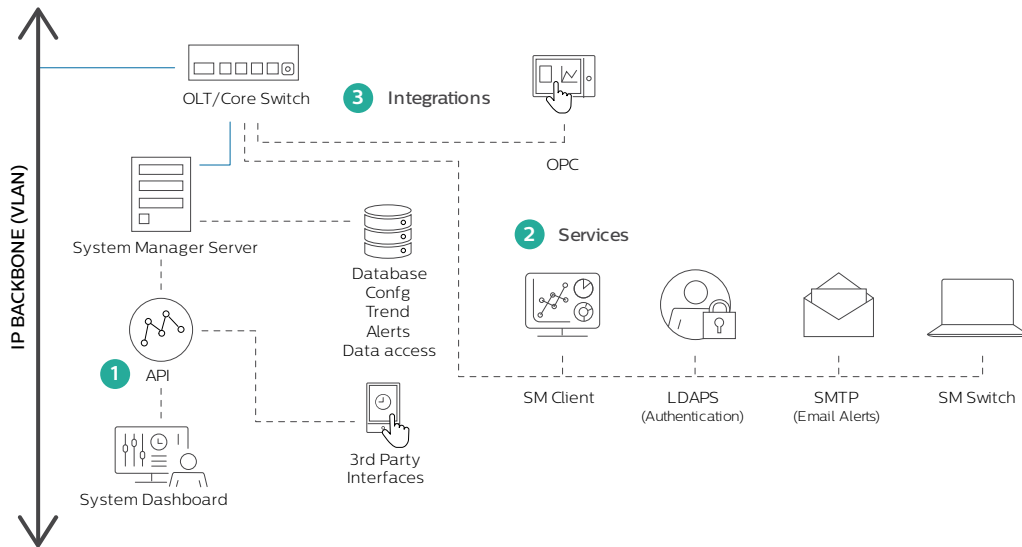 IP BACKBONE (VLAN)
OLT/Core Switch
3 Integrations
OPC
System Manager Server
Database
Confg
Trend
Alerts
Data access
2 Services
1 API
SM Client
LDAPS
(Authentication)
SMTP
(Email Alerts)
SM Switch
3rd Party
Interfaces
System Dashboard